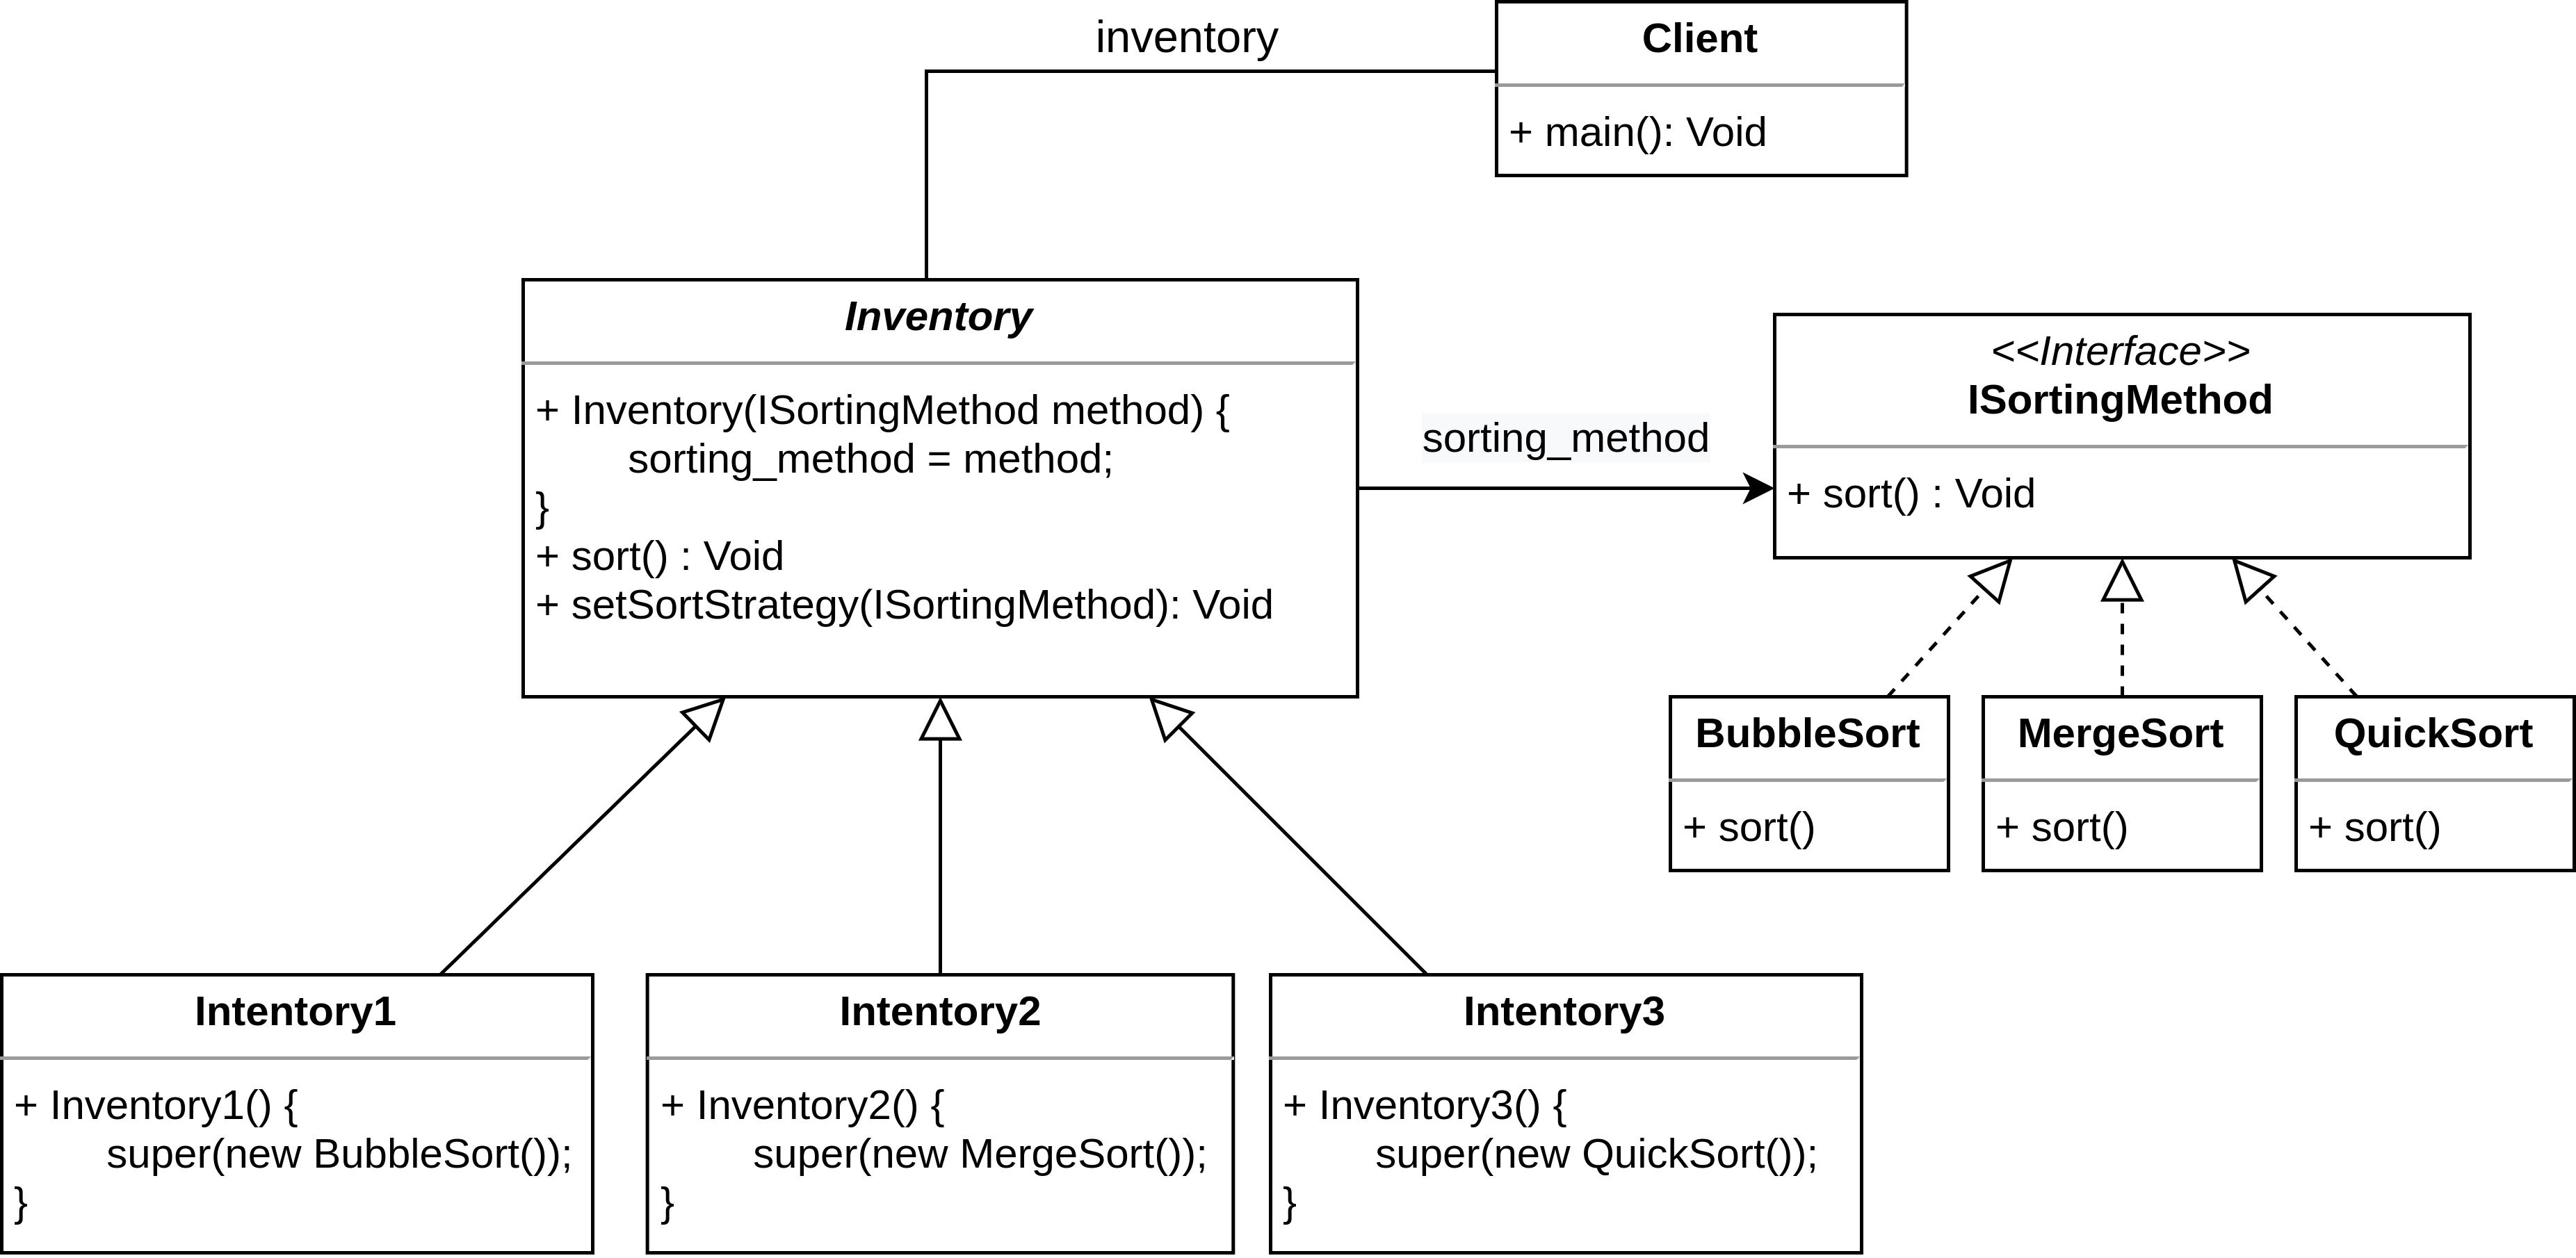 inventory
Client
+ main(): Void
Inventory
+ Inventory(ISortingMethod method) {
sorting_method = method;
}
+ sort() : Void
+ setSortStrategy(ISortingMethod): Void
sorting_method
<<Interface>>
ISortingMethod
+ sort() : Void
BubbleSort
+ sort()
MergeSort
+ sort()
QuickSort
+ sort()
Intentory1
+ Inventory1() {
super(new BubbleSort());
}
Intentory2
+ Inventory2() {
super(new MergeSort());
}
Intentory3
+ Inventory3() {
super(new QuickSort());
}